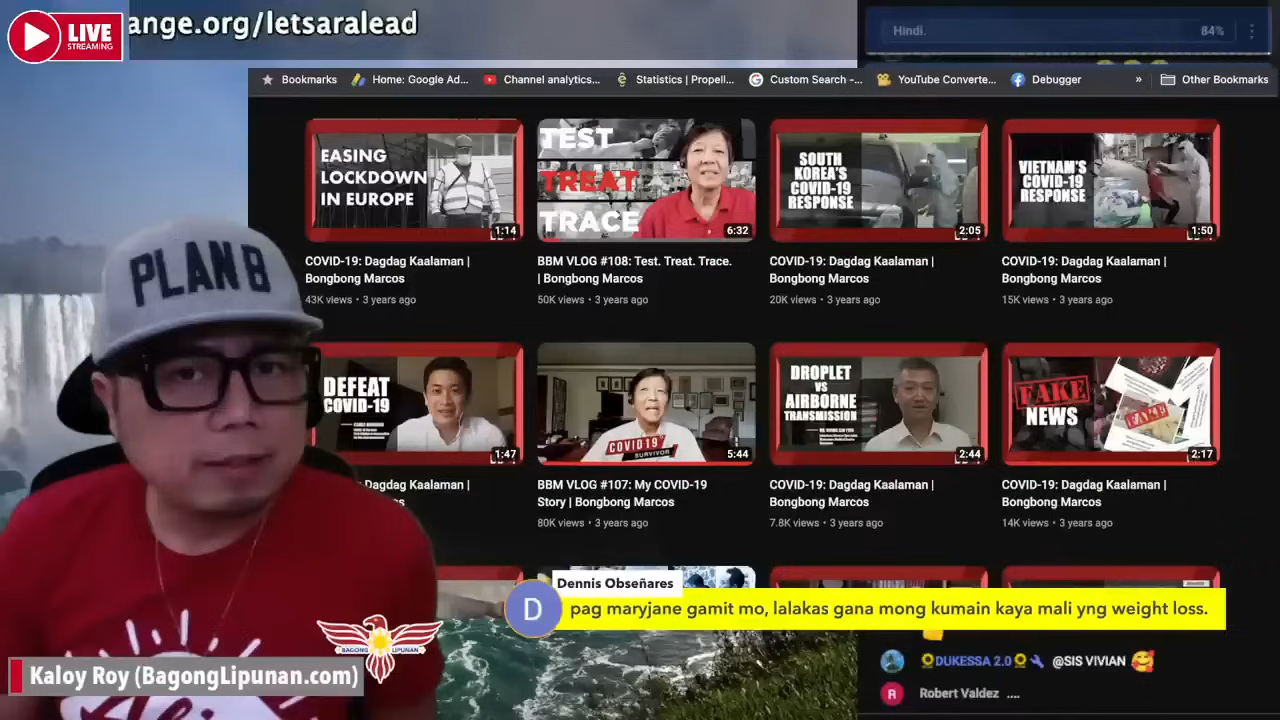 ange.org/letsaralead
LIVE
STREAMING
Hindi.
84%
Bookmarks
Home: Google Ad...
Channel analytics...
Statistics | Propell...
Custom Search -...
YouTube Converte...
Debugger
»
Other Bookmarks
EASING
LOCKDOWN
IN EUROPE
1:14
TEST
TREAT
TRACE
6:32
SOUTH
KOREA'S
COVID-19
RESPONSE
2:05
VIETNAM'S
COVID-19
RESPONSE
1:50
COVID-19: Dagdag Kaalaman |
Bongbong Marcos
43K views • 3 years ago
BBM VLOG #108: Test. Treat. Trace.
| Bongbong Marcos
50K views • 3 years ago
COVID-19: Dagdag Kaalaman |
Bongbong Marcos
20K views • 3 years ago
COVID-19: Dagdag Kaalaman |
Bongbong Marcos
15K views • 3 years ago
PLAN B
DEFEAT
COVID-19
1:47
COVID19
SURVIVOR
5:44
DROPLET
VS
AIRBORNE
TRANSMISSION
2:44
FAKE
NEWS
FAKE
2:17
Dagdag Kaalaman |
Marcos
3 years ago
BBM VLOG #107: My COVID-19
Story | Bongbong Marcos
80K views • 3 years ago
COVID-19: Dagdag Kaalaman |
Bongbong Marcos
7.8K views • 3 years ago
COVID-19: Dagdag Kaalaman |
Bongbong Marcos
14K views • 3 years ago
Dennis Obseñares
D
pag maryjane gamit mo, lalakas gana mong kumain kaya mali yng weight loss.
BAGONG LIPUNAN
Kaloy Roy (BagongLipunan.com)
DUKESSA 2.0
@SIS VIVIAN
R
Robert Valdez
....